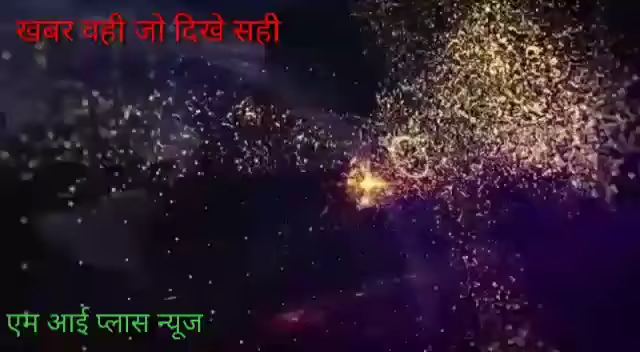 खबर वही जो दिखे सही
एम आई प्लास न्यूज